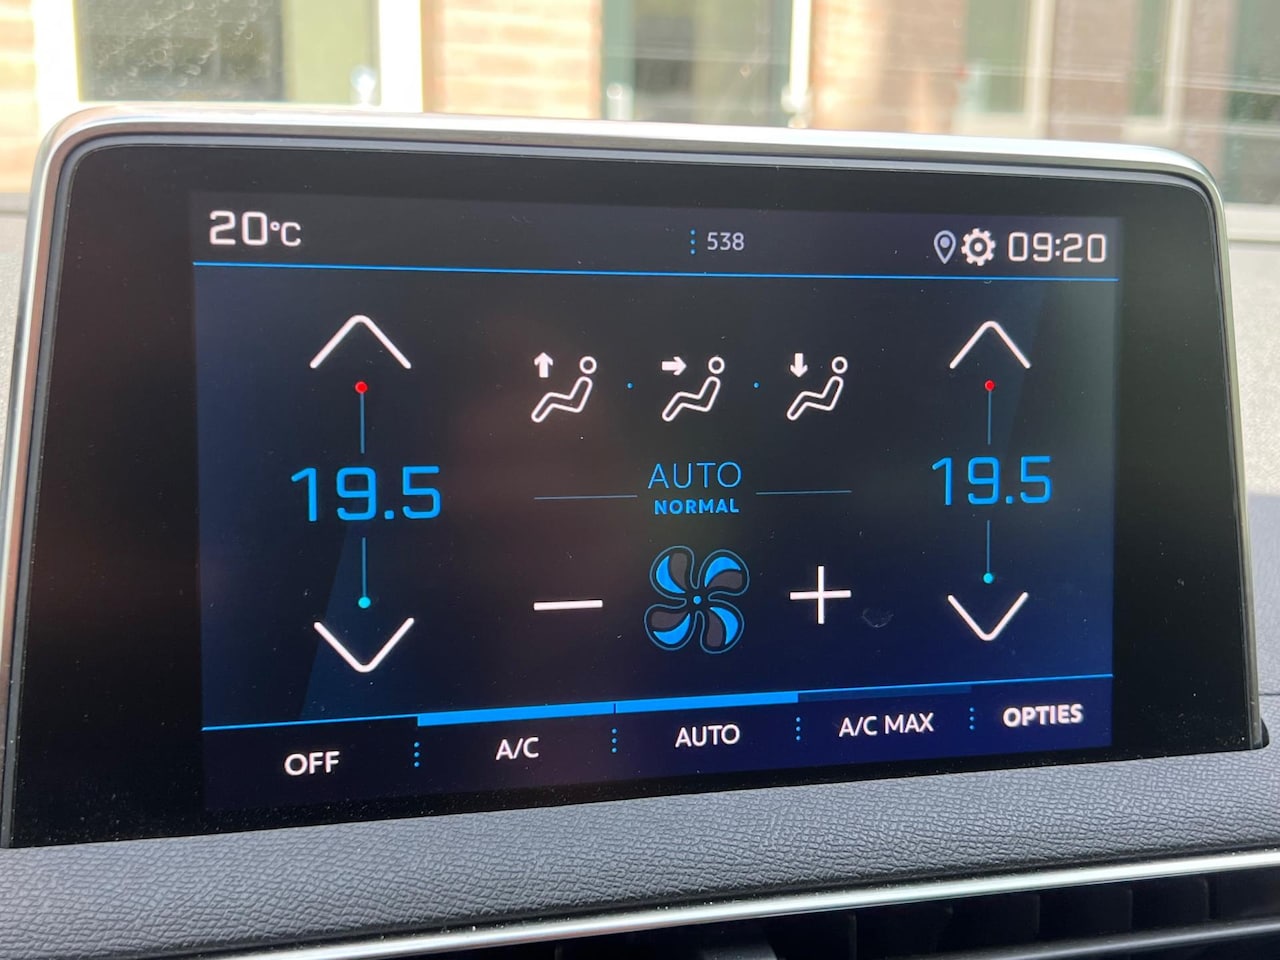 20°C
538
09:20
19.5
AUTO
NORMAL
19.5
OFF
A/C
AUTO
A/C MAX
OPTIES